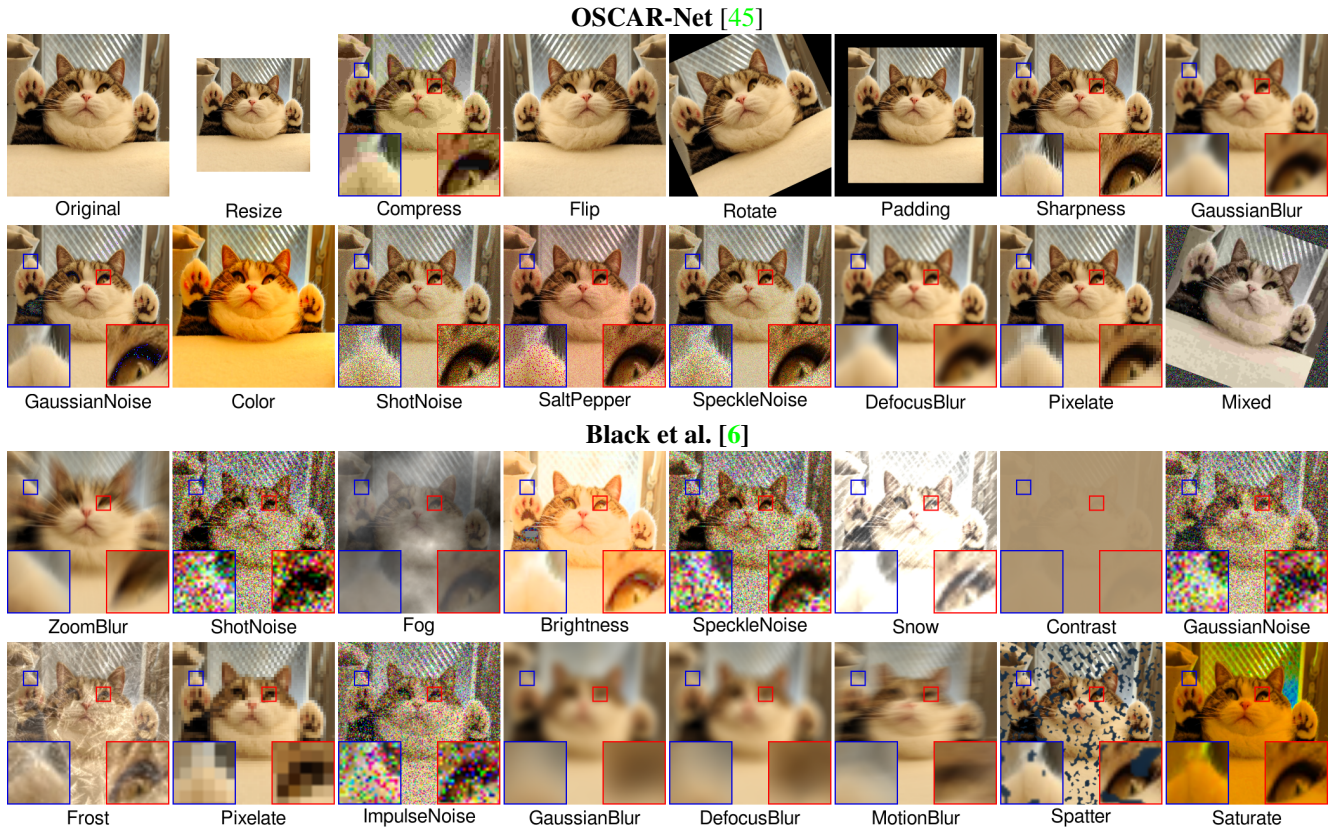 OSCAR-Net [45]
Original Resize Compress Flip Rotate Padding Sharpness GaussianBlur
GaussianNoise Color ShotNoise SaltPepper SpeckleNoise DefocusBlur Pixelate Mixed
Black et al. [6]
ZoomBlur ShotNoise Fog Brightness SpeckleNoise Snow Contrast GaussianNoise
Frost Pixelate ImpulseNoise GaussianBlur DefocusBlur MotionBlur Spatter Saturate